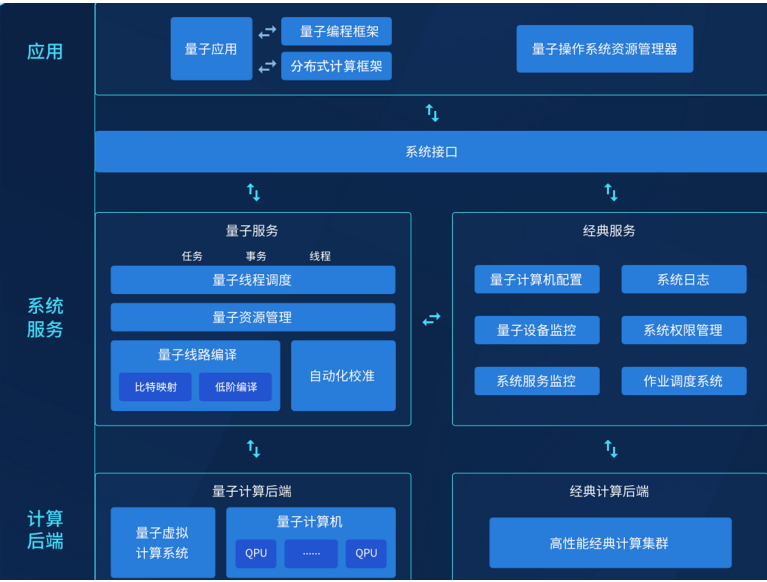 应用
量子应用
量子编程框架
分布式计算框架
量子操作系统资源管理器
系统接口
系统
服务
量子服务
任务 事务 线程
量子线程调度
量子资源管理
量子线路编译
比特映射 低阶编译
自动化校准
经典服务
量子计算机配置 系统日志
量子设备监控 系统权限管理
系统服务监控 作业调度系统
计算
后端
量子计算后端
量子虚拟
计算系统
量子计算机
QPU ...... QPU
经典计算后端
高性能经典计算集群